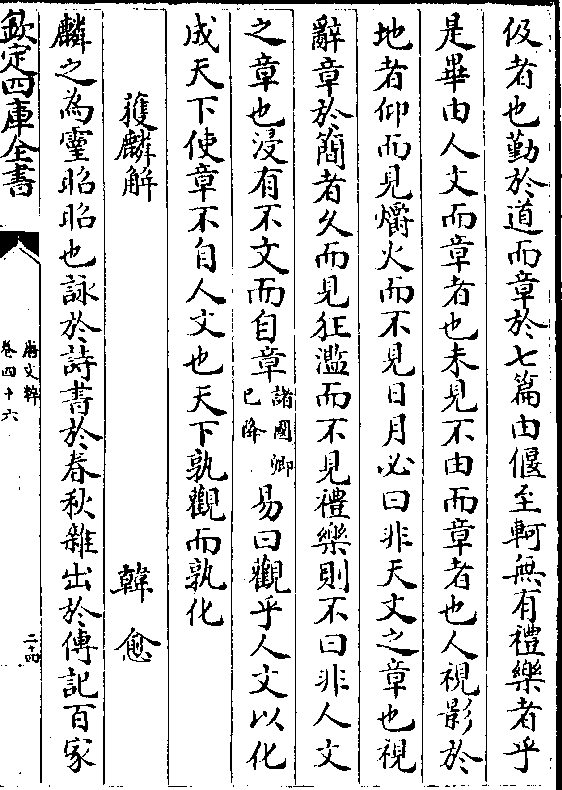 伋者也勤於道而章於七篇由偃至軻無有禮樂者乎
是畢由人文而章者也未見不由而章者也人視影於
地者仰而見爝火而不見日月必曰非天文之章也視
辭章於簡者久而見狂濫而不見禮樂則不曰非人文
之章也浸有不文而自章諸國卿已降易曰觀乎人文以化
成天下使章不自人文也天下孰觀而孰化
獲麟解 韓愈
麟之為靈昭昭也詠於詩書於春秋雜出於傳記百家
欽定四庫全書
唐文粹
卷四十六
二十四